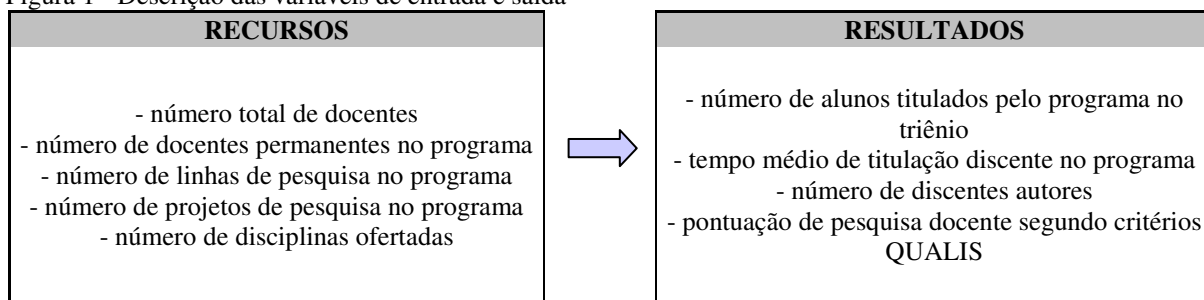 Figura 1 - Descrição das variáveis de entrada e saída
RECURSOS
- número total de docentes
- número de docentes permanentes no programa
- número de linhas de pesquisa no programa
- número de projetos de pesquisa no programa
- número de disciplinas ofertadas
RESULTADOS
- número de alunos titulados pelo programa no
triênio
- tempo médio de titulação discente no programa
- número de discentes autores
- pontuação de pesquisa docente segundo critérios
QUALIS